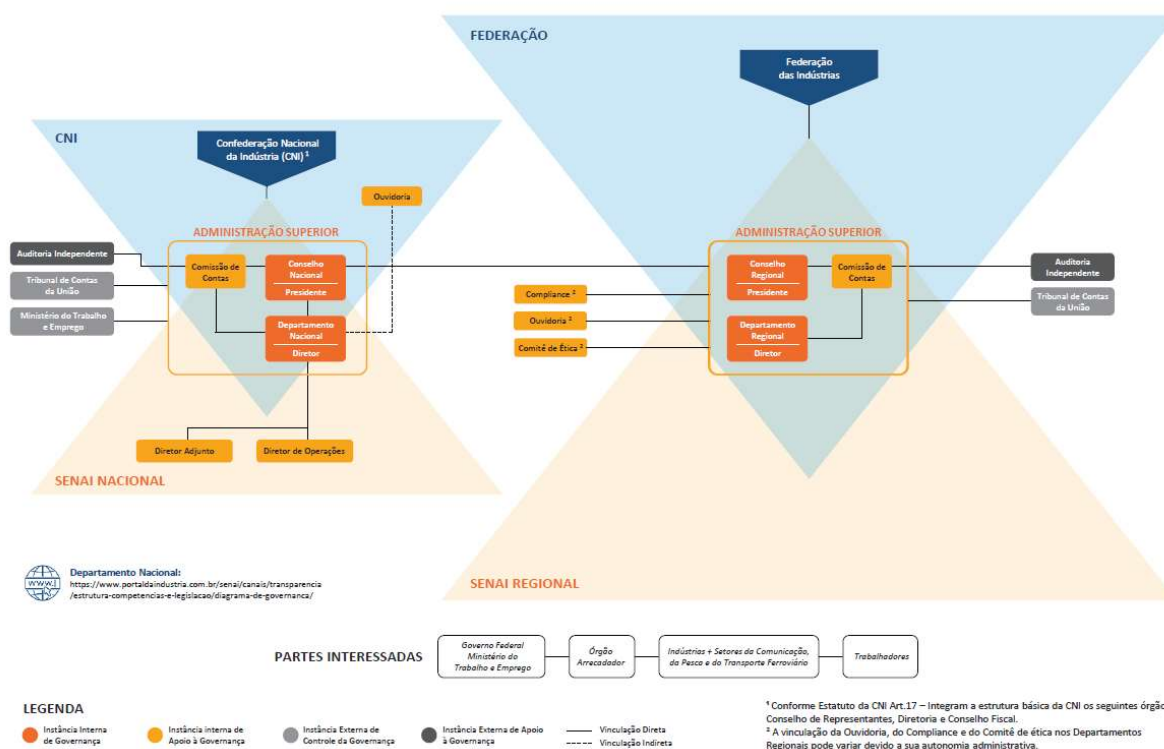 FEDERAÇÃO
Federação
das Indústrias
CNI
Confederação Nacional
da Indústria (CNI) ¹
Ouvidoria
ADMINISTRAÇÃO SUPERIOR
Auditoria Independente
Tribunal de Contas
da União
Ministério do Trabalho
e Emprego
Comissão de
Contas
Conselho
Nacional
Presidente
Departamento
Nacional
Diretor
Diretor Adjunto
Diretor de Operações
SENAI NACIONAL
ADMINISTRAÇÃO SUPERIOR
Compliance ²
Ouvidoria ²
Comitê de Ética ²
Conselho
Regional
Presidente
Departamento
Regional
Diretor
Comissão de
Contas
Auditoria
Independente
Tribunal de Contas
da União
SENAI REGIONAL
www.
Departamento Nacional:
https://www.portaldaindustria.com.br/senai/canais/transparencia
/estrutura-competencias-e-legislacao/diagrama-de-governanca/
PARTES INTERESSADAS
Governo Federal
Ministério do
Trabalho e Emprego
Órgão
Arrecadador
Indústrias + Setores da Comunicação,
da Pesca e do Transporte Ferroviário
Trabalhadores
LEGENDA
Instância Interna
de Governança
Instância interna de
Apoio à Governança
Instância Externa de
Controle da Governança
Instância Externa de Apoio
à Governança
Vinculação Direta
Vinculação Indireta
¹ Conforme Estatuto da CNI Art.17 – Integram a estrutura básica da CNI os seguintes órgão
Conselho de Representantes, Diretoria e Conselho Fiscal.
² A vinculação da Ouvidoria, do Compliance e do Comitê de ética nos Departamentos
Regionais pode variar devido a sua autonomia administrativa.